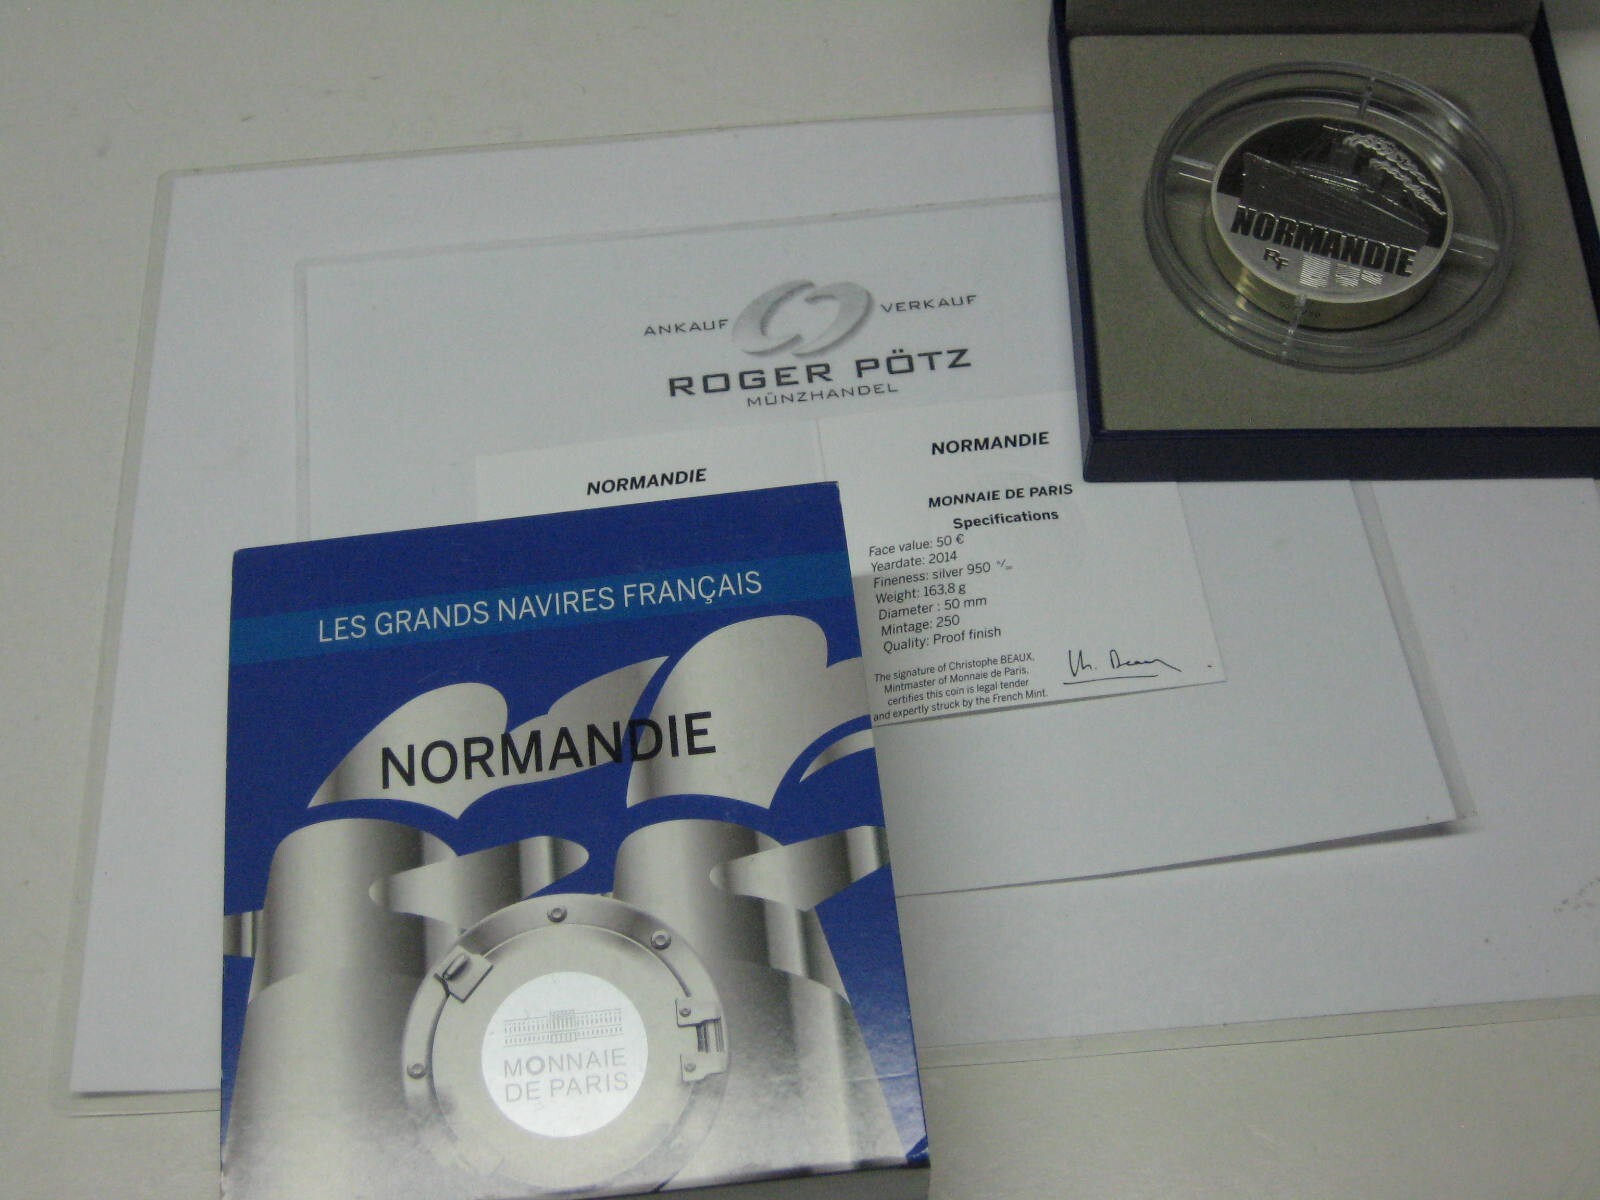 ANKAUF VERKAUF
ROGER PÖTZ
MÜNZHANDEL
NORMANDIE
RF
NORMANDIE
NORMANDIE
MONNAIE DE PARIS
Specifications
Face value: 50 €
Yeardate: 2014
Fineness: silver 950 °/°°
Weight: 163,8 g
Diameter : 50 mm
Mintage: 250
Quality: Proof finish
The signature of Christophe BEAUX,
Mintmaster of Monnaie de Paris,
certifies this coin is legal tender
and expertly struck by the French Mint.
LES GRANDS NAVIRES FRANÇAIS
NORMANDIE
MONNAIE
DE PARIS